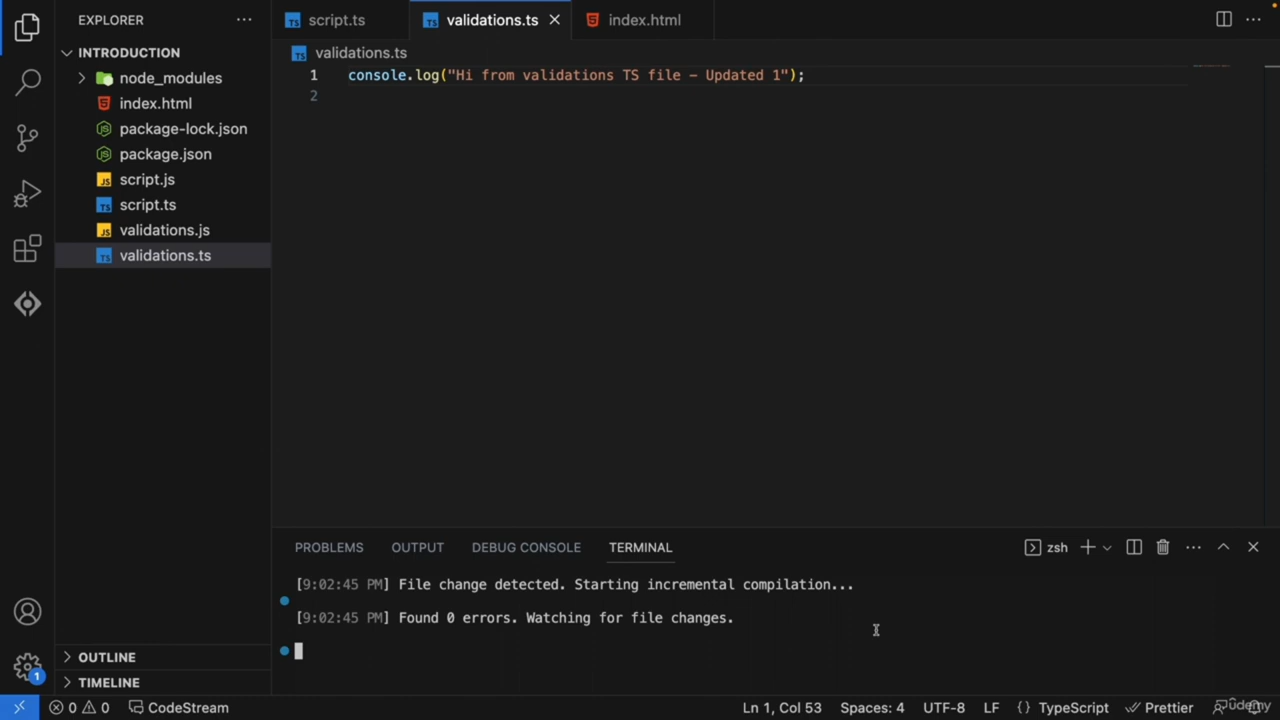 EXPLORER
script.ts
validations.ts
index.html
INTRODUCTION
validations.ts
node_modules
index.html
package-lock.json
package.json
script.js
script.ts
validations.js
validations.ts
1 console.log("Hi from validations TS file - Updated 1");
2
PROBLEMS OUTPUT DEBUG CONSOLE TERMINAL zsh
[9:02:45 PM] File change detected. Starting incremental compilation...
[9:02:45 PM] Found 0 errors. Watching for file changes.
OUTLINE
TIMELINE
1
0 0 CodeStream Ln 1, Col 53 Spaces: 4 UTF-8 LF {} TypeScript Prettier
Udemy